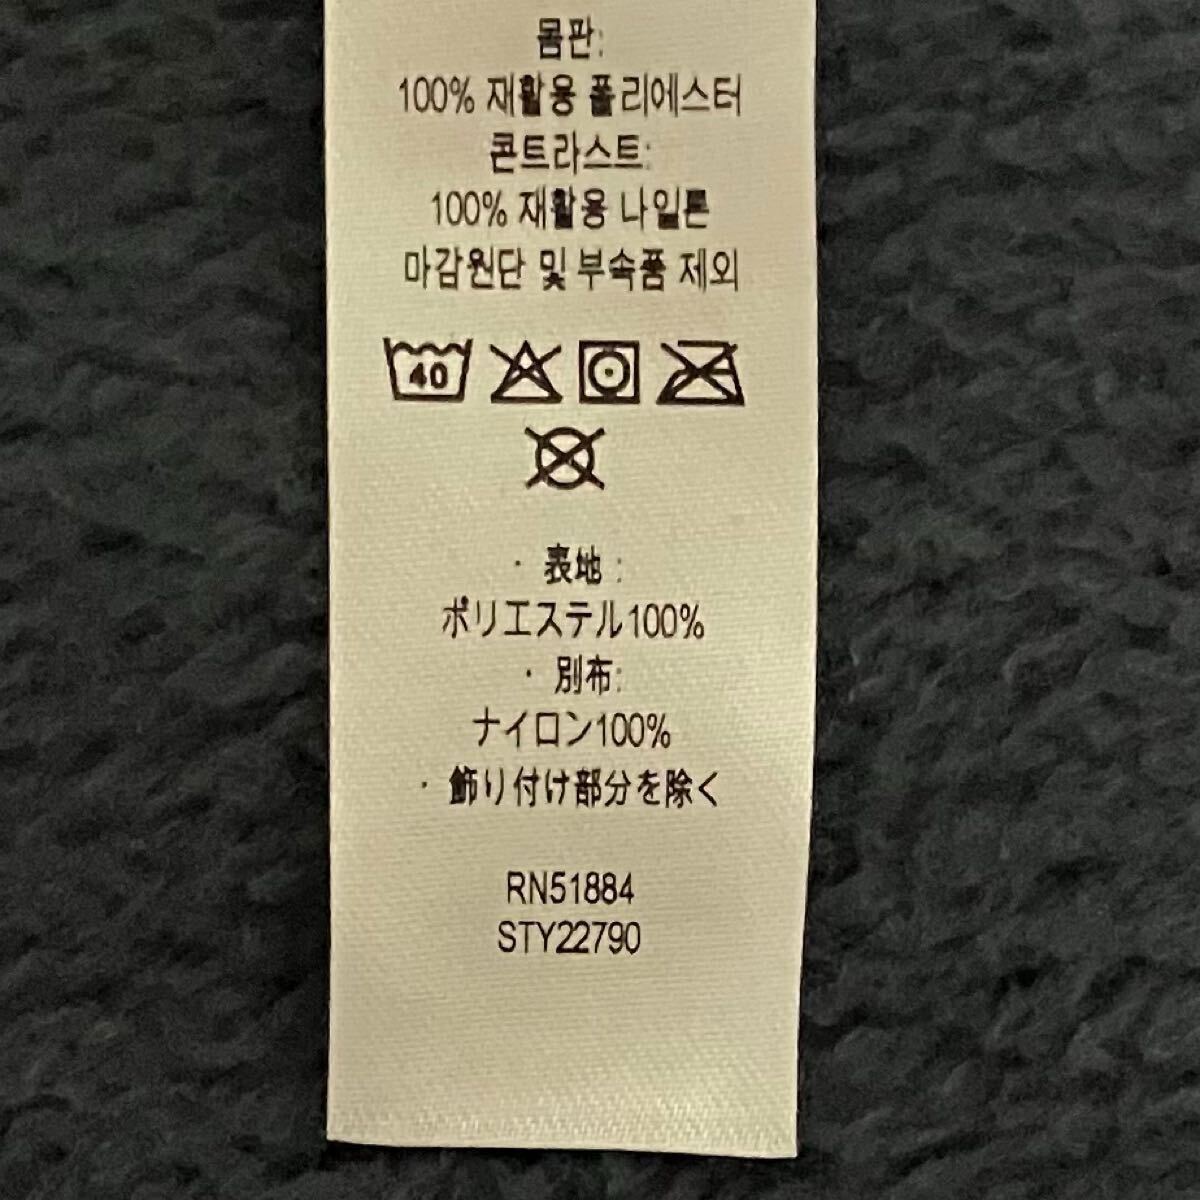 몸판:
100% 재활용 폴리에스터
콘트라스트:
100% 재활용 나일론
마감원단 및 부속품 제외
40
· 表地 :
ポリエステル100%
· 別布:
ナイロン100%
· 飾り付け部分を除く
RN51884
STY22790